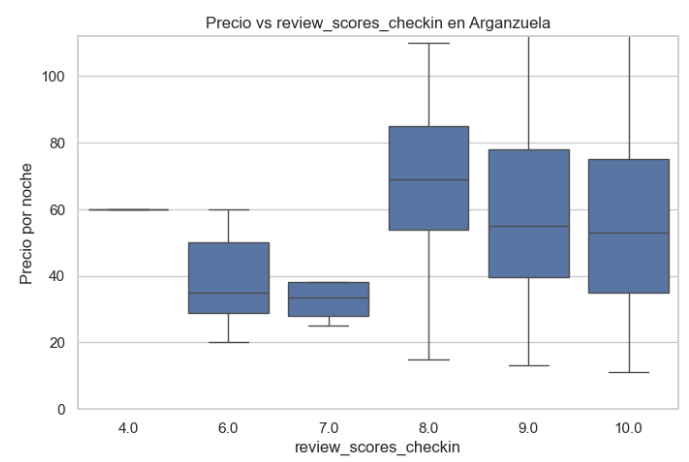 Precio vs review_scores_checkin en Arganzuela
Precio por noche
100
80
60
40
20
0
4.0 6.0 7.0 8.0 9.0 10.0
review_scores_checkin